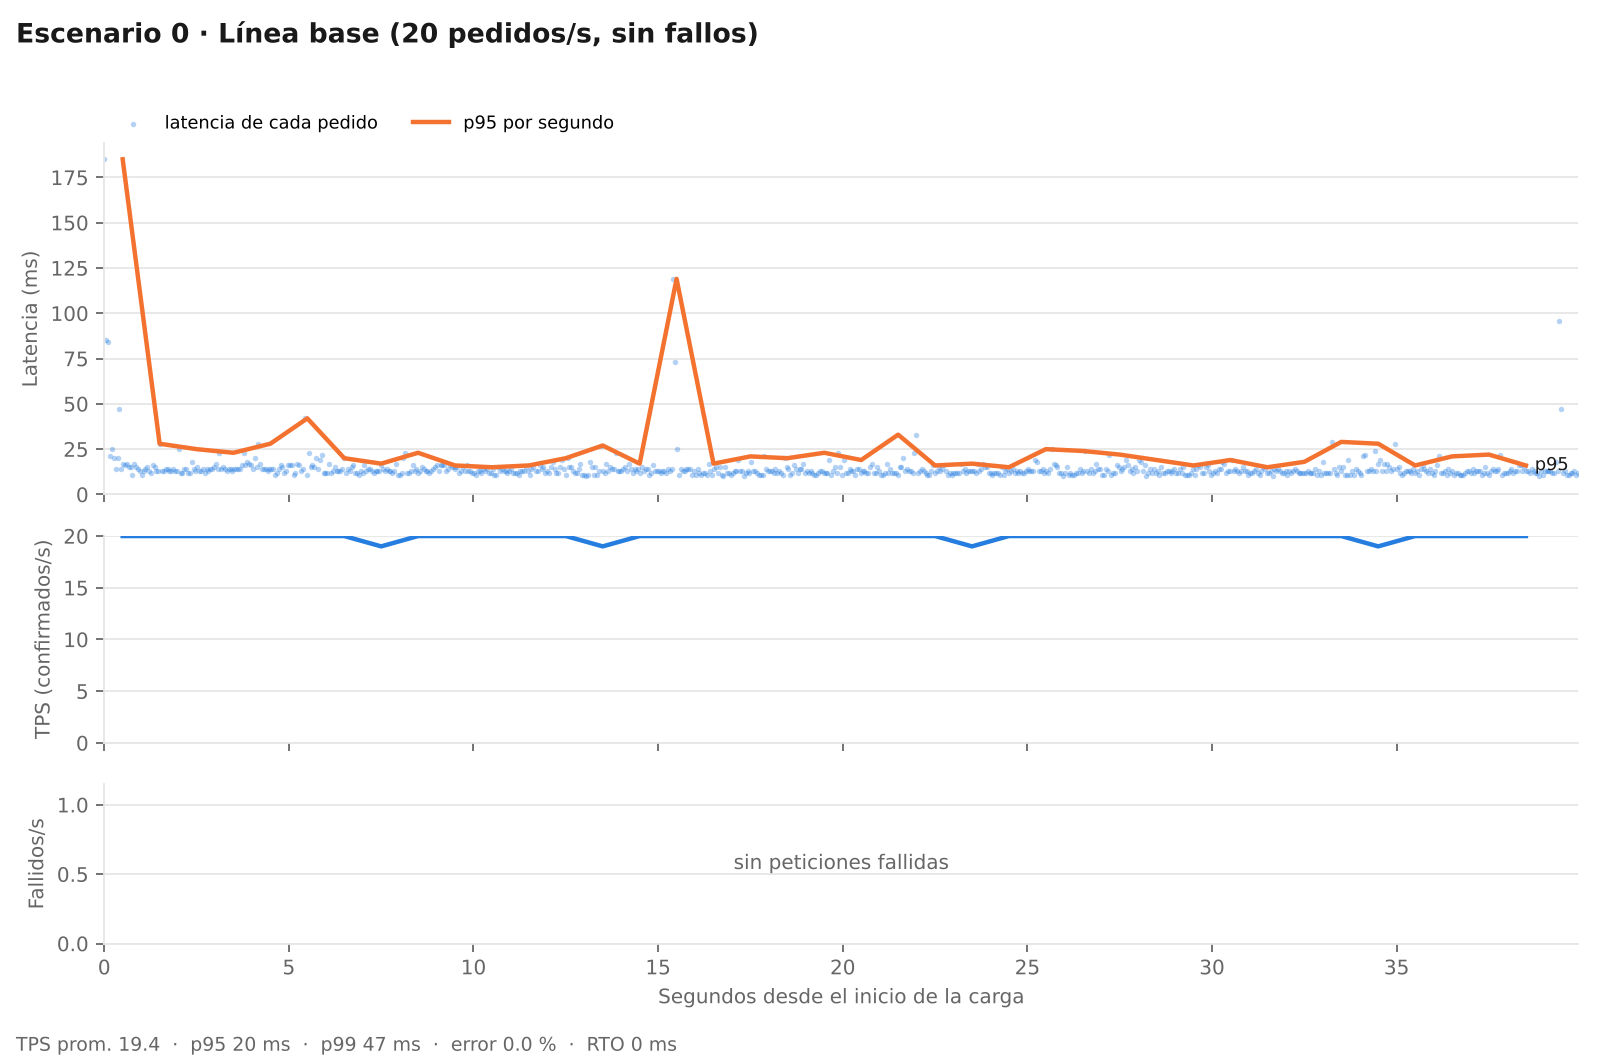 Escenario 0 · Línea base (20 pedidos/s, sin fallos)
latencia de cada pedido
p95 por segundo
Latencia (ms)
175
150
125
100
75
50
25
0
p95
TPS (confirmados/s)
20
15
10
5
0
Fallidos/s
1.0
0.5
0.0
sin peticiones fallidas
0 5 10 15 20 25 30 35
Segundos desde el inicio de la carga
TPS prom. 19.4 · p95 20 ms · p99 47 ms · error 0.0 % · RTO 0 ms